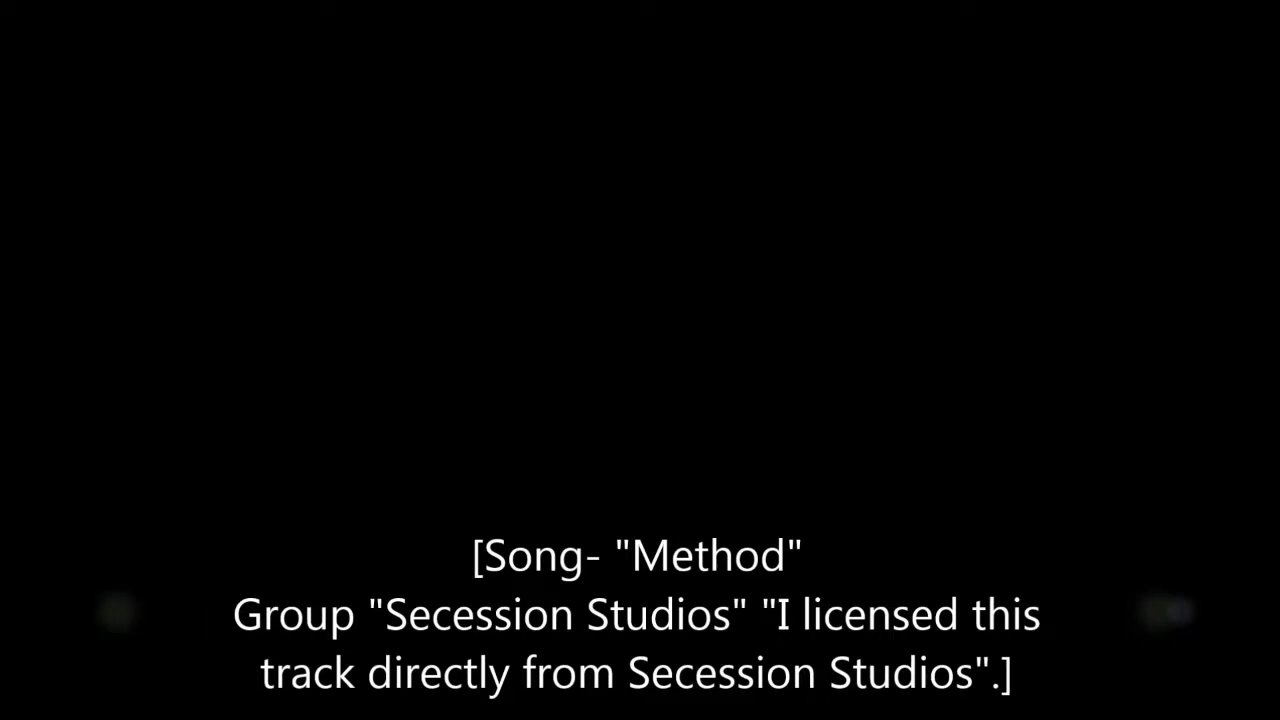 [Song- "Method"
Group "Secession Studios" "I licensed this
track directly from Secession Studios".]